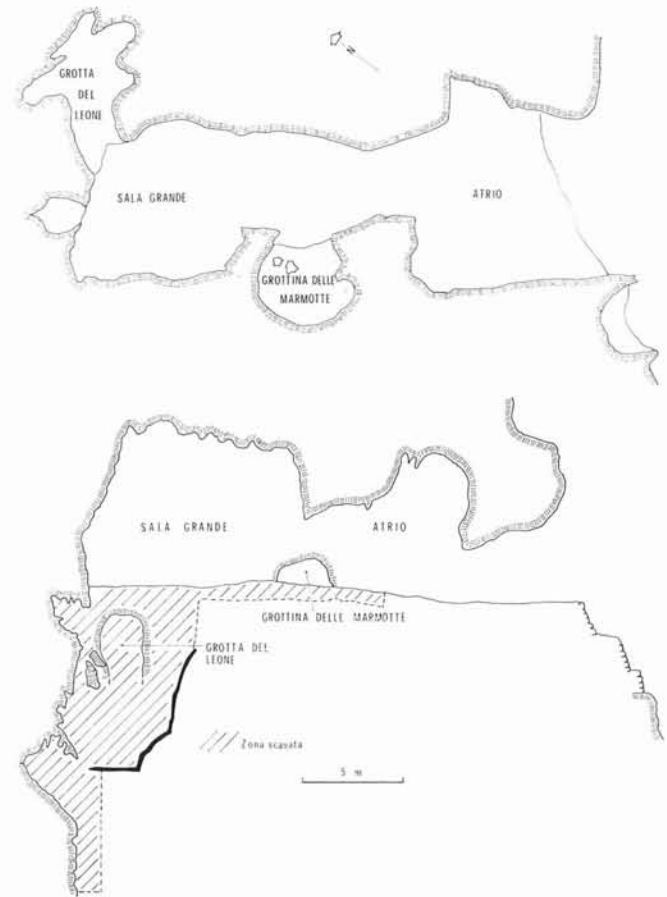 N
GROTTA
DEL
LEONE
SALA GRANDE
ATRIO
GROTTINA DELLE
MARMOTTE
SALA GRANDE
ATRIO
GROTTINA DELLE MARMOTTE
GROTTA DEL
LEONE
Zona scavata
5 m